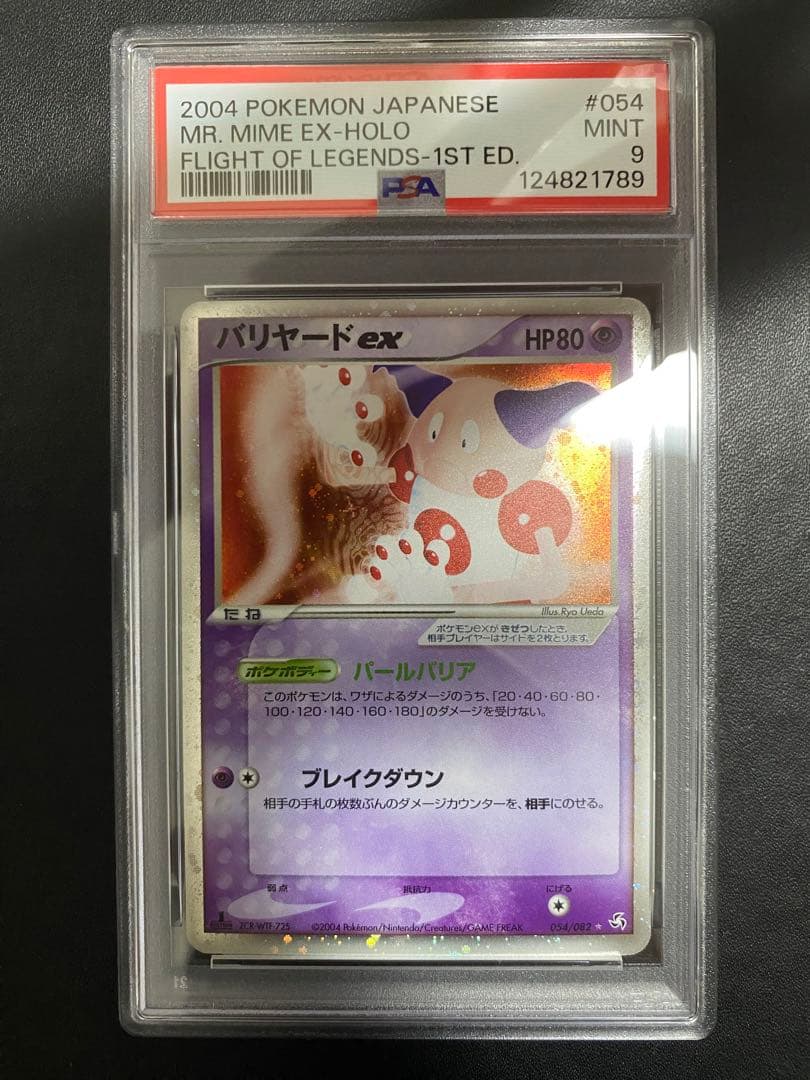 2004 POKEMON JAPANESE #054
MR. MIME EX-HOLO MINT
FLIGHT OF LEGENDS-1ST ED. 9
PSA 124821789
バリヤードex HP80
たね Illus.Ryo Ueda
ポケモンexがきぜつしたとき、
相手プレイヤーはサイドを2枚とります。
ポケボディー パールバリア
このポケモンは、ワザによるダメージのうち、「20・40・60・80・
100・120・140・160・180」のダメージを受けない。
ブレイクダウン
相手の手札の枚数ぶんのダメージカウンターを、相手にのせる。
弱点 抵抗力 にげる
1 EDITION ZCR-WTF-725 ©2004 Pokémon/Nintendo/Creatures/GAME FREAK 054/082 ★